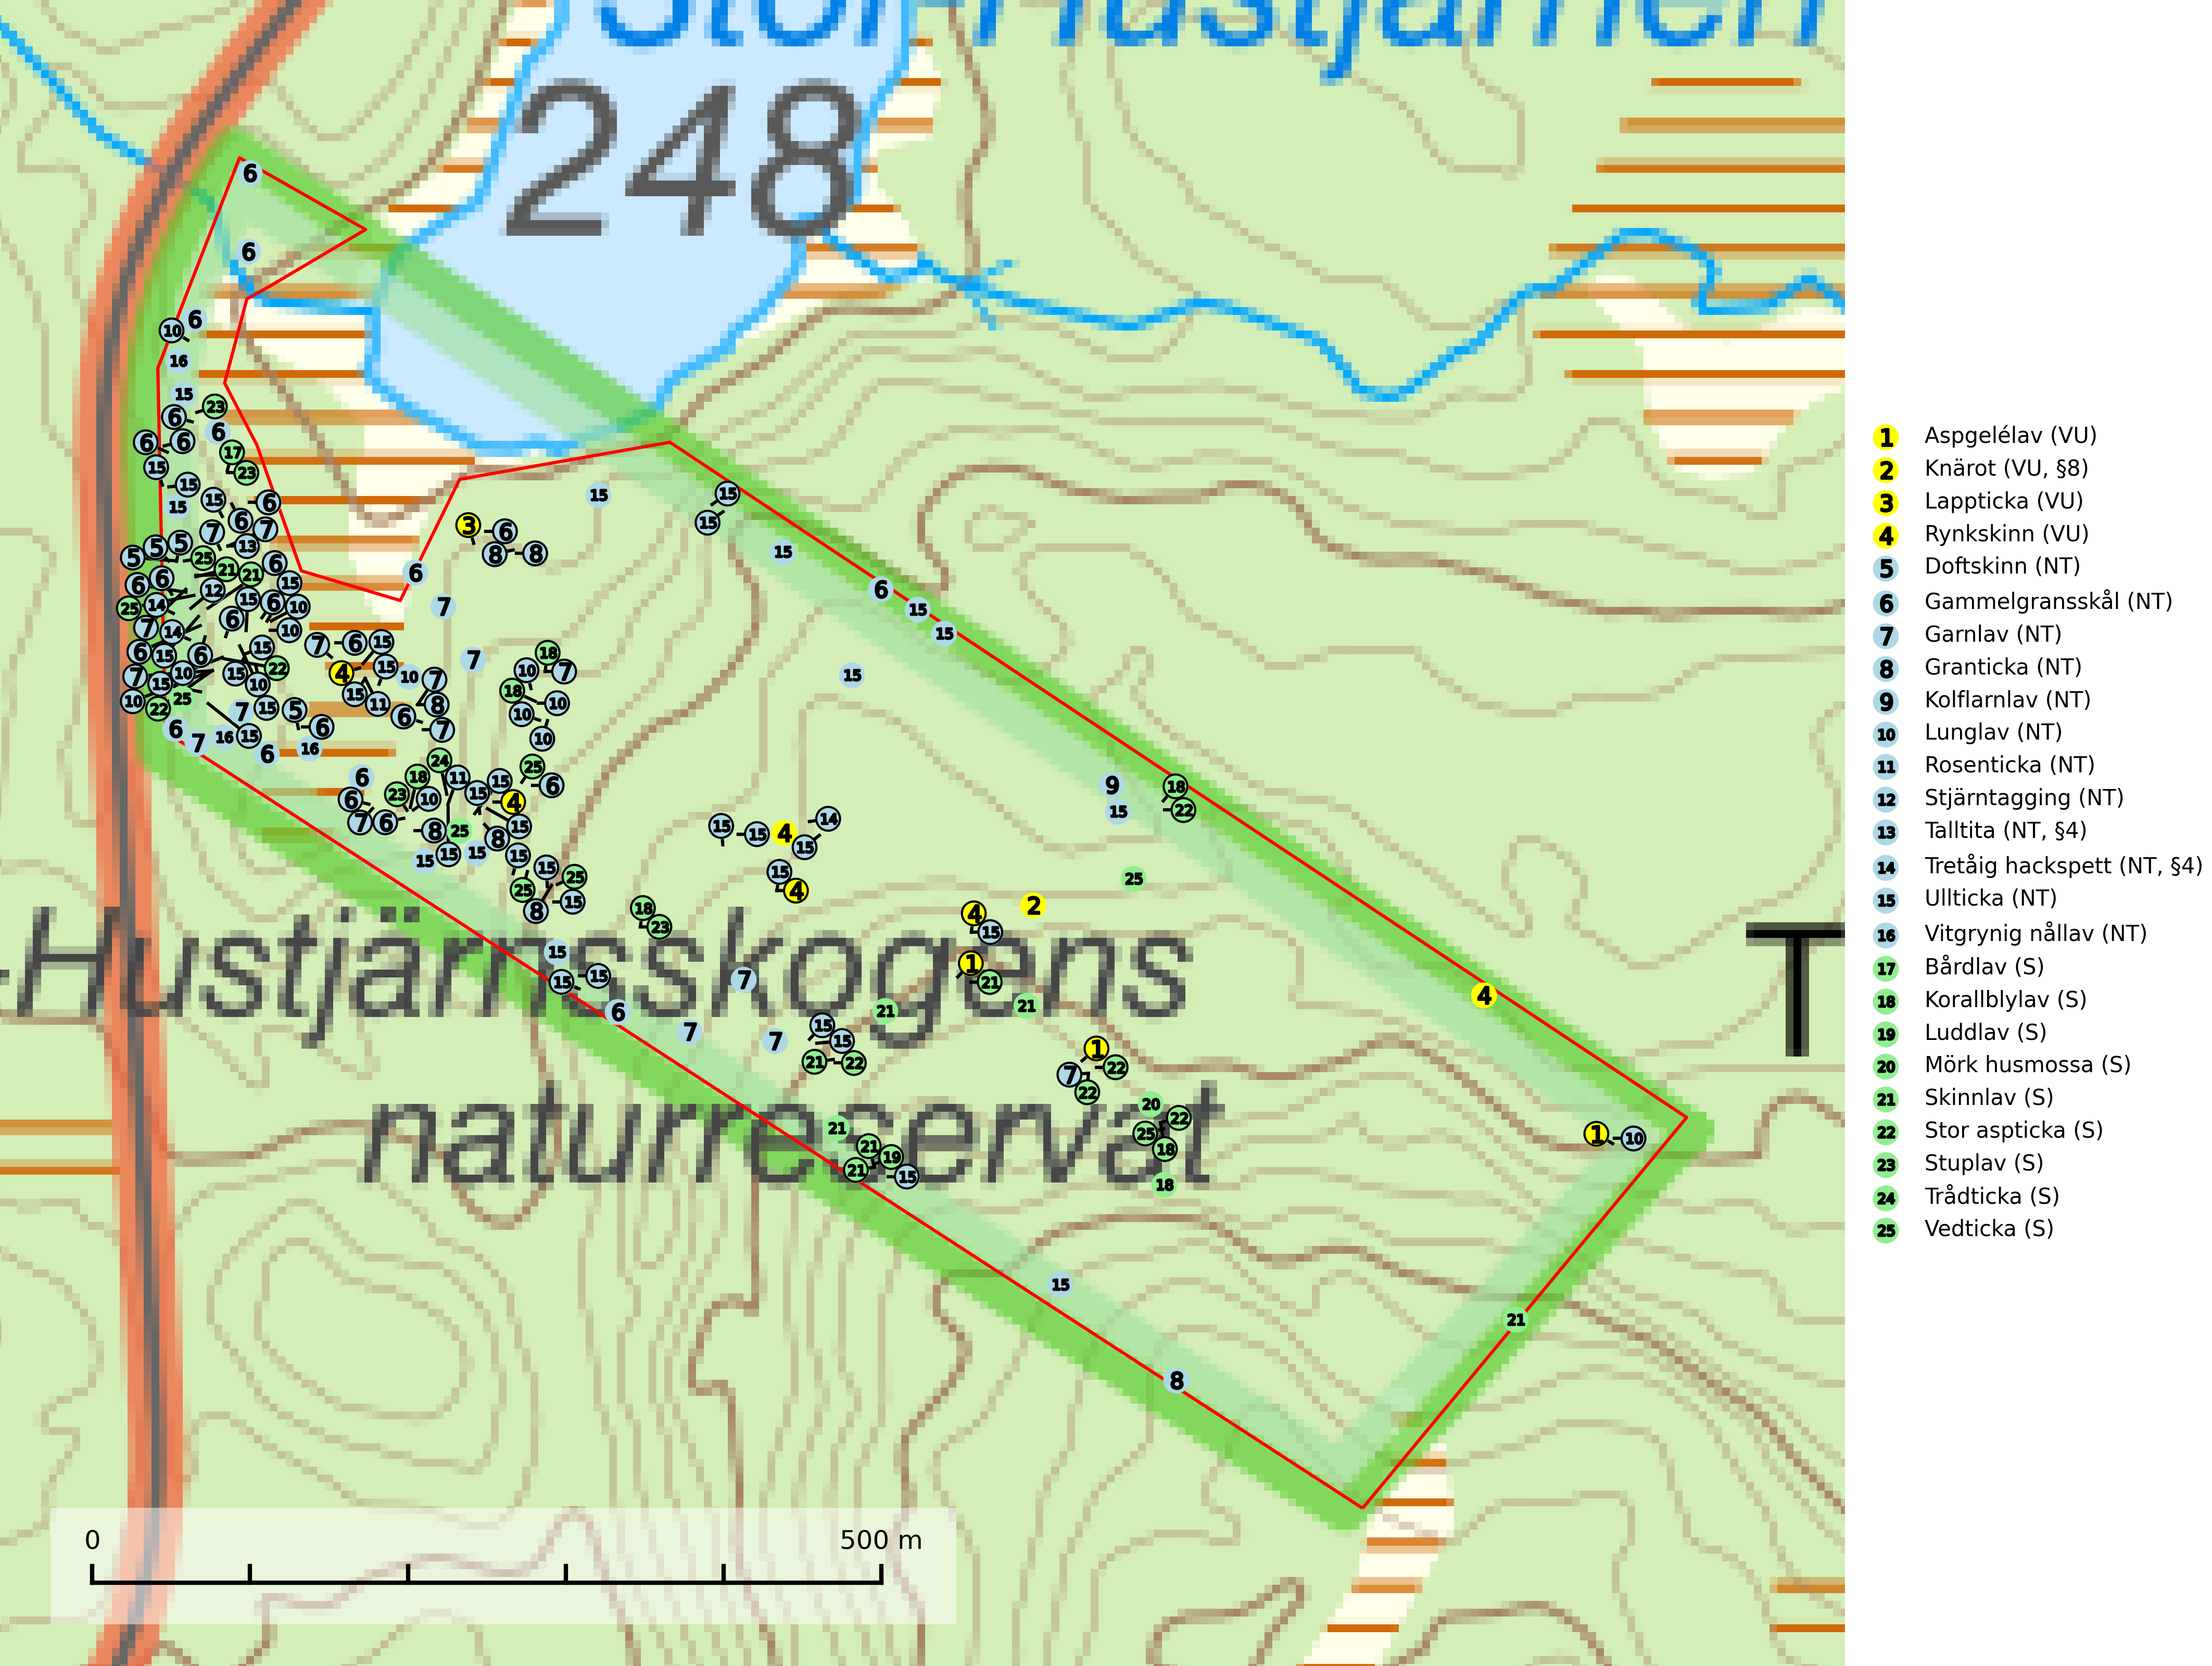 Stor-Hustjärnen
248
-Hustjärnsskogens
naturreservat
T
0 500 m
1 Aspgelélav (VU)
2 Knärot (VU, §8)
3 Lappticka (VU)
4 Rynkskinn (VU)
5 Doftskinn (NT)
6 Gammelgransskål (NT)
7 Garnlav (NT)
8 Granticka (NT)
9 Kolflarnlav (NT)
10 Lunglav (NT)
11 Rosenticka (NT)
12 Stjärntagging (NT)
13 Talltita (NT, §4)
14 Tretåig hackspett (NT, §4)
15 Ullticka (NT)
16 Vitgrynig nållav (NT)
17 Bårdlav (S)
18 Korallblylav (S)
19 Luddlav (S)
20 Mörk husmossa (S)
21 Skinnlav (S)
22 Stor aspticka (S)
23 Stuplav (S)
24 Trådticka (S)
25 Vedticka (S)